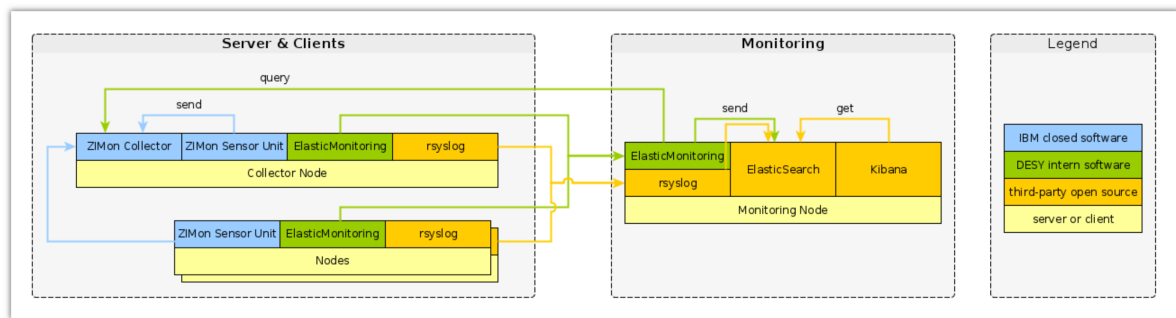 Server & Clients
query
send
ZIMon Collector
ZIMon Sensor Unit
ElasticMonitoring
rsyslog
Collector Node
ZIMon Sensor Unit
ElasticMonitoring
rsyslog
Nodes
Monitoring
send
get
ElasticMonitoring
rsyslog
ElasticSearch
Kibana
Monitoring Node
Legend
IBM closed software
DESY intern software
third-party open source
server or client